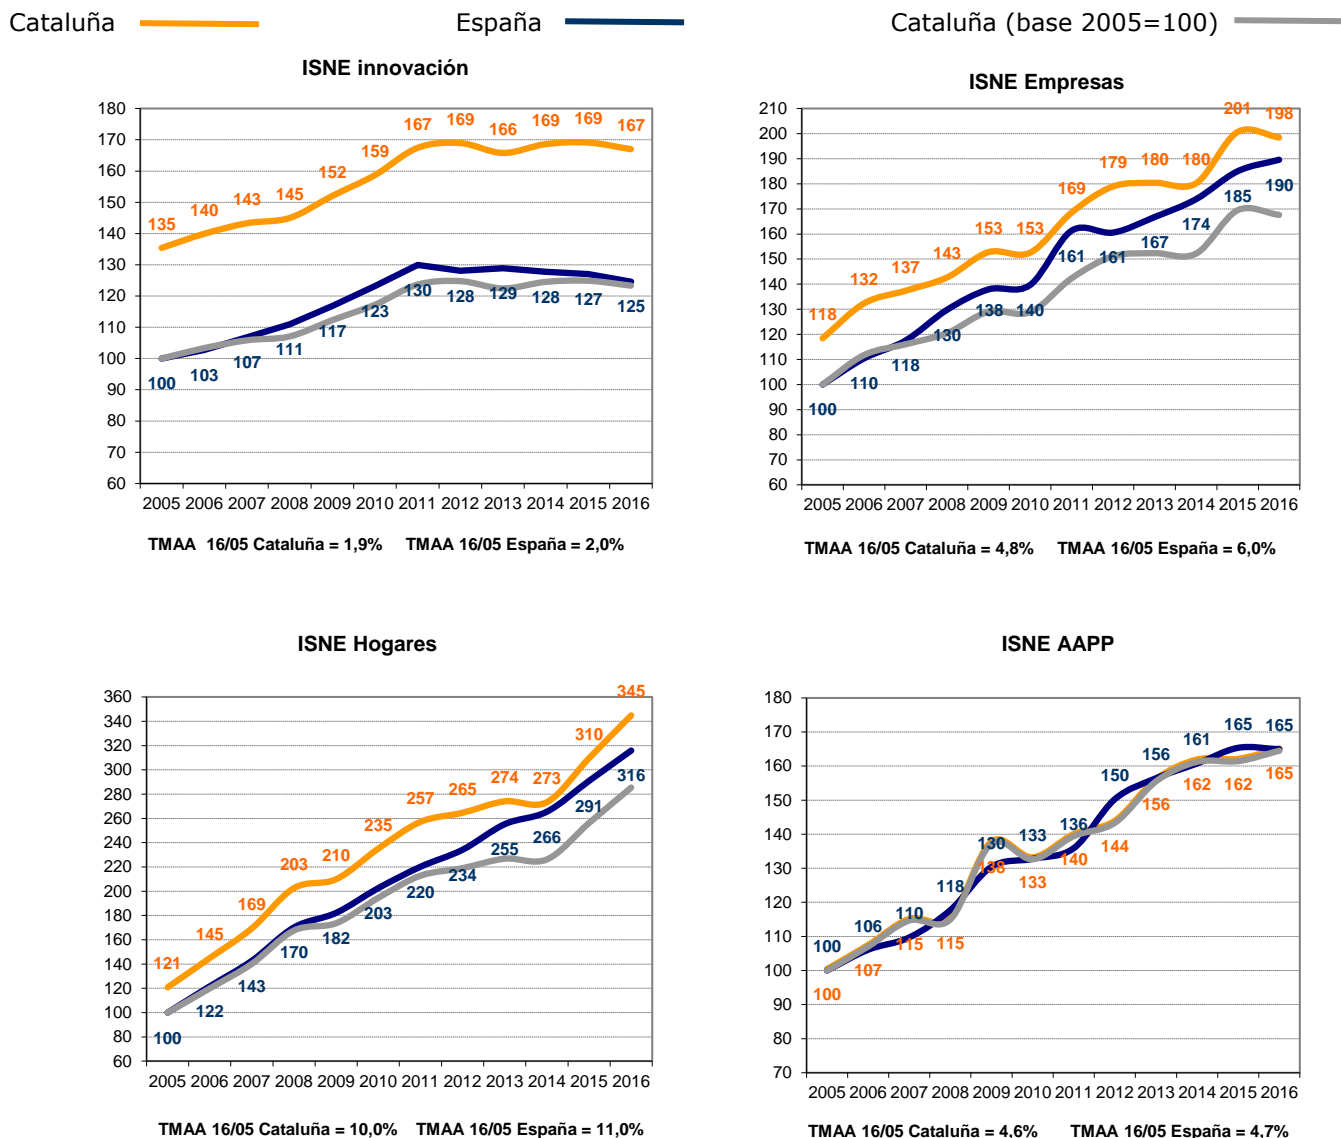 Cataluña España Cataluña (base 2005=100)
ISNE innovación
180
170
160
150
140
130
120
110
100
90
80
70
60
135 140 143 145 152 159 167 169 166 169 169 167
100 103 107 111 117 123 130 128 129 128 127 125
2005 2006 2007 2008 2009 2010 2011 2012 2013 2014 2015 2016
TMAA 16/05 Cataluña = 1,9% TMAA 16/05 España = 2,0%
ISNE Empresas
210
200
190
180
170
160
150
140
130
120
110
100
90
80
70
60
118 132 137 143 153 153 169 179 180 180 201 198
100 110 118 130 138 140 161 161 167 174 185 190
2005 2006 2007 2008 2009 2010 2011 2012 2013 2014 2015 2016
TMAA 16/05 Cataluña = 4,8% TMAA 16/05 España = 6,0%
ISNE Hogares
360
340
320
300
280
260
240
220
200
180
160
140
120
100
80
60
121 145 169 203 210 235 257 265 274 273 310 345
100 122 143 170 182 203 220 234 255 266 291 316
2005 2006 2007 2008 2009 2010 2011 2012 2013 2014 2015 2016
TMAA 16/05 Cataluña = 10,0% TMAA 16/05 España = 11,0%
ISNE AAPP
180
170
160
150
140
130
120
110
100
90
80
70
100 106 110 118 130 133 136 150 156 161 165 165
100 107 115 115 138 133 140 144 156 162 162 165
2005 2006 2007 2008 2009 2010 2011 2012 2013 2014 2015 2016
TMAA 16/05 Cataluña = 4,6% TMAA 16/05 España = 4,7%